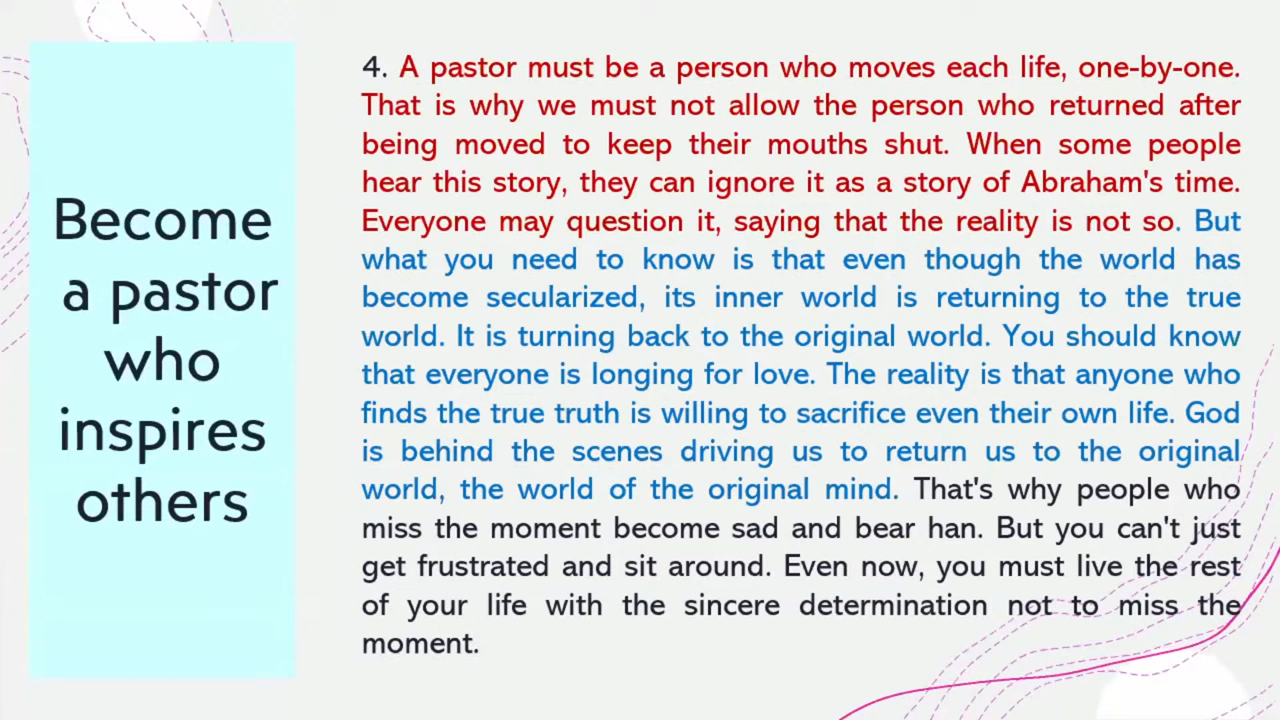 Become
a pastor
who
inspires
others
4. A pastor must be a person who moves each life, one-by-one.
That is why we must not allow the person who returned after
being moved to keep their mouths shut. When some people
hear this story, they can ignore it as a story of Abraham's time.
Everyone may question it, saying that the reality is not so. But
what you need to know is that even though the world has
become secularized, its inner world is returning to the true
world. It is turning back to the original world. You should know
that everyone is longing for love. The reality is that anyone who
finds the true truth is willing to sacrifice even their own life. God
is behind the scenes driving us to return us to the original
world, the world of the original mind. That's why people who
miss the moment become sad and bear han. But you can't just
get frustrated and sit around. Even now, you must live the rest
of your life with the sincere determination not to miss the
moment.